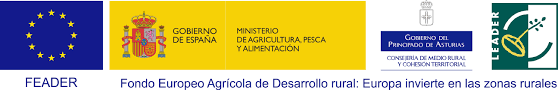 GOBIERNO
DE ESPAÑA
MINISTERIO
DE AGRICULTURA, PESCA
Y ALIMENTACIÓN
GOBIERNO DEL
PRINCIPADO DE ASTURIAS
CONSEJERÍA DE MEDIO RURAL
Y COHESIÓN TERRITORIAL
LEADER
FEADER
Fondo Europeo Agrícola de Desarrollo rural: Europa invierte en las zonas rurales